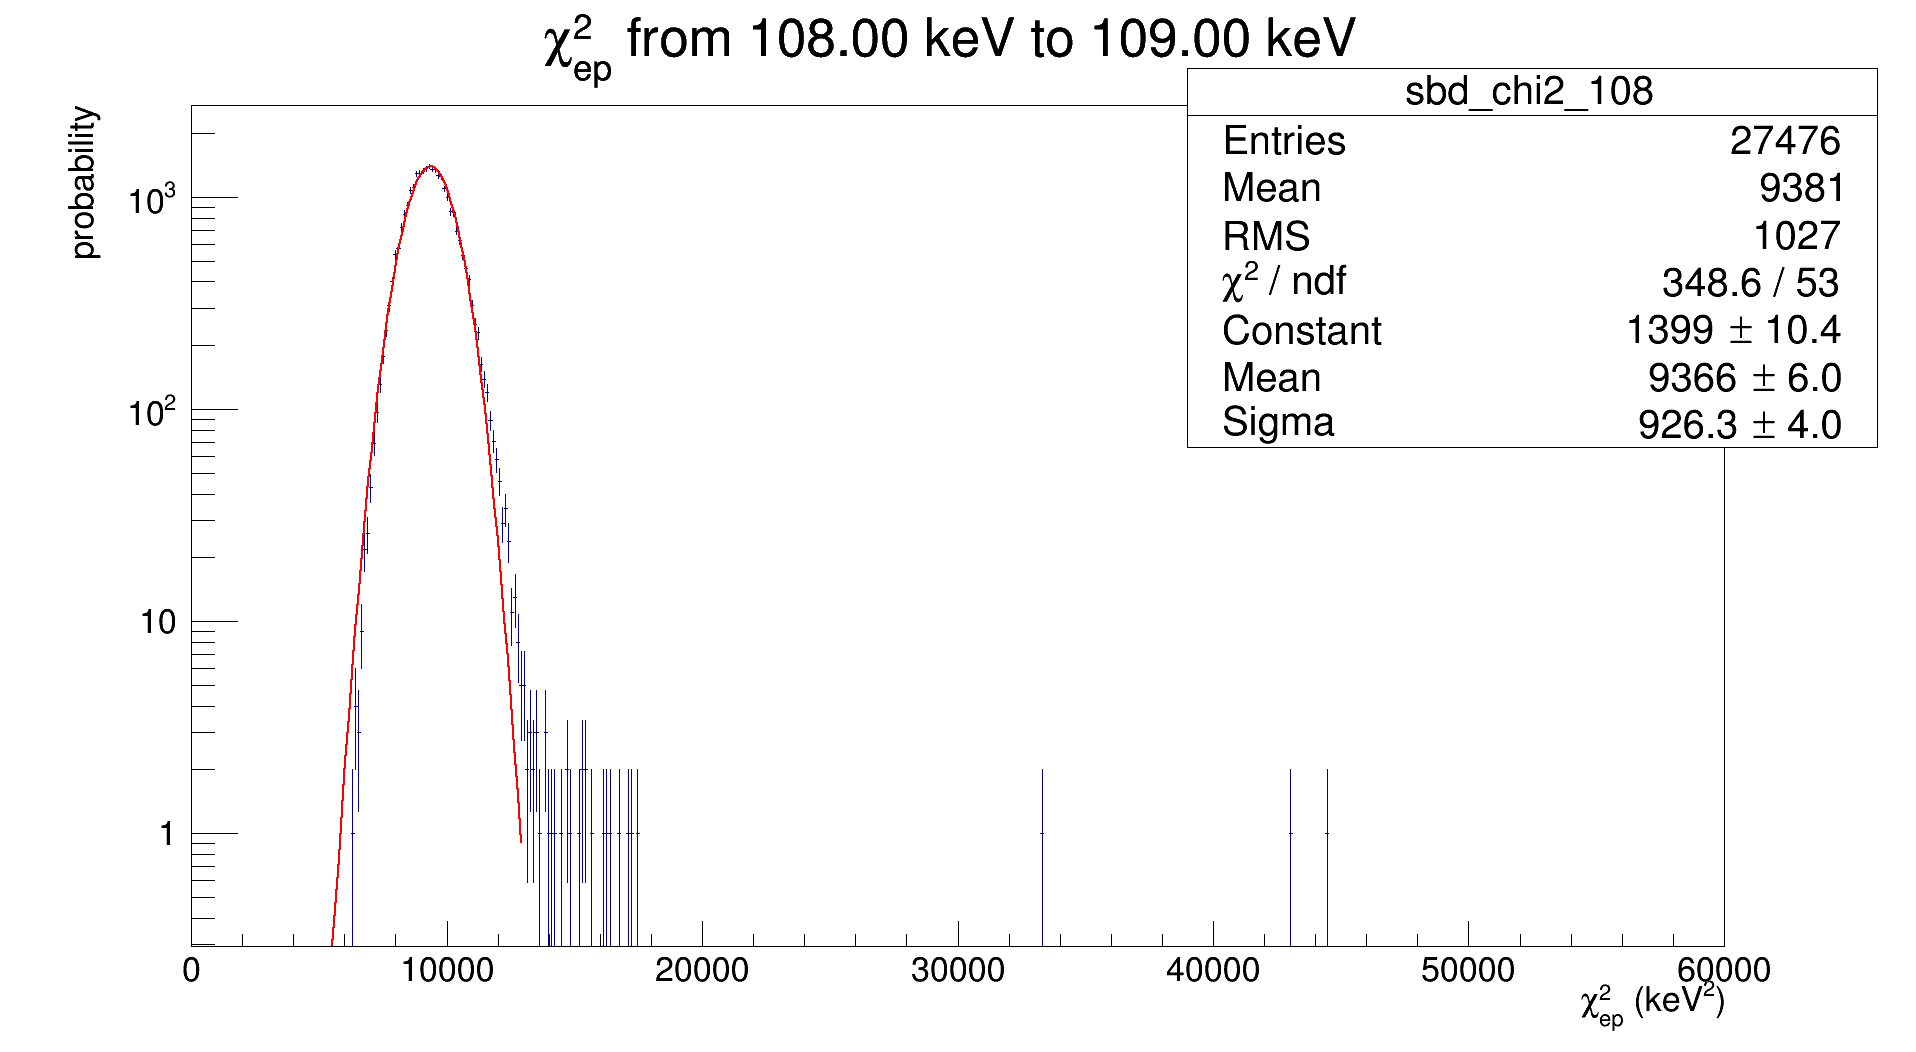 χ²ep from 108.00 keV to 109.00 keV
sbd_chi2_108
Entries 27476
Mean 9381
RMS 1027
χ² / ndf 348.6 / 53
Constant 1399 ± 10.4
Mean 9366 ± 6.0
Sigma 926.3 ± 4.0
probability
10³
10²
10
1
0 10000 20000 30000 40000 50000 60000
χ²ep (keV²)